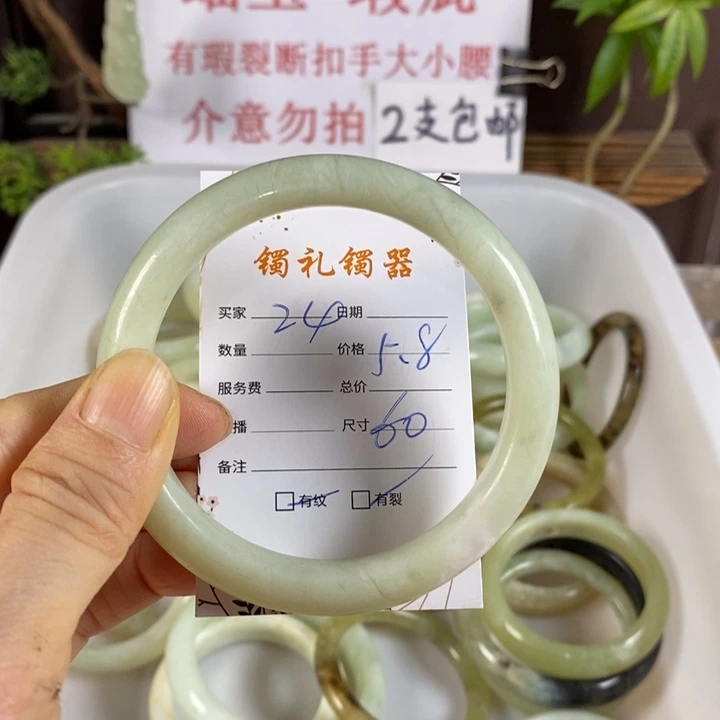 有瑕裂断扣手大小腰
介意勿拍 2支包邮
镯礼镯器
买家 24 日期
数量 价格 5.8
服务费 总价
播 尺寸 60
备注
有纹 有裂